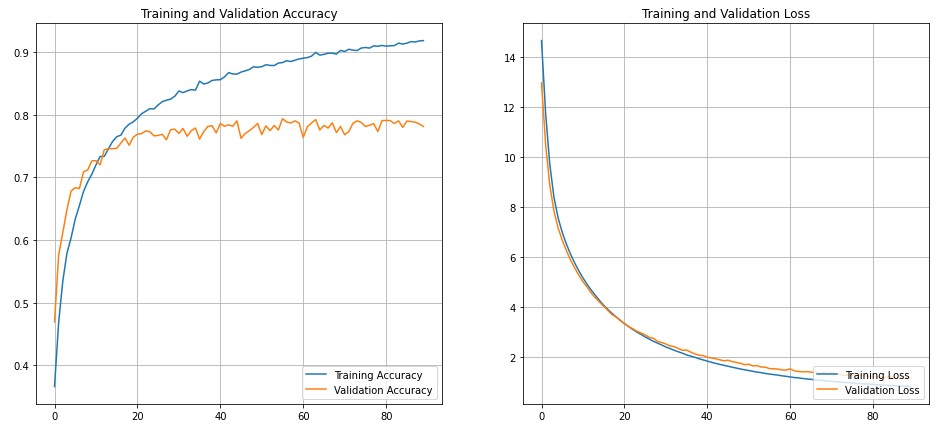 Training and Validation Accuracy
0.9
0.8
0.7
0.6
0.5
0.4
0 20 40 60 80
Training Accuracy
Validation Accuracy
Training and Validation Loss
14
12
10
8
6
4
2
0 20 40 60 80
Training Loss
Validation Loss